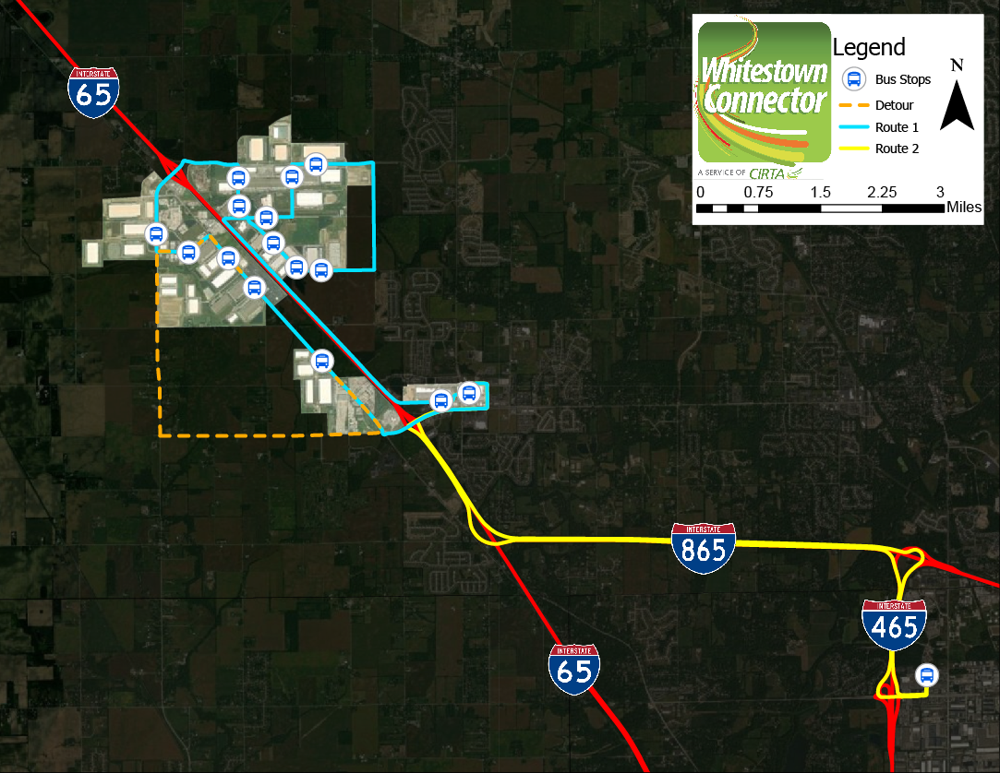 INTERSTATE
65
Whitestown
Connector
A SERVICE OF CIRTA
Legend
Bus Stops
Detour
Route 1
Route 2
N
0 0.75 1.5 2.25 3
Miles
INTERSTATE
865
INTERSTATE
465
INTERSTATE
65